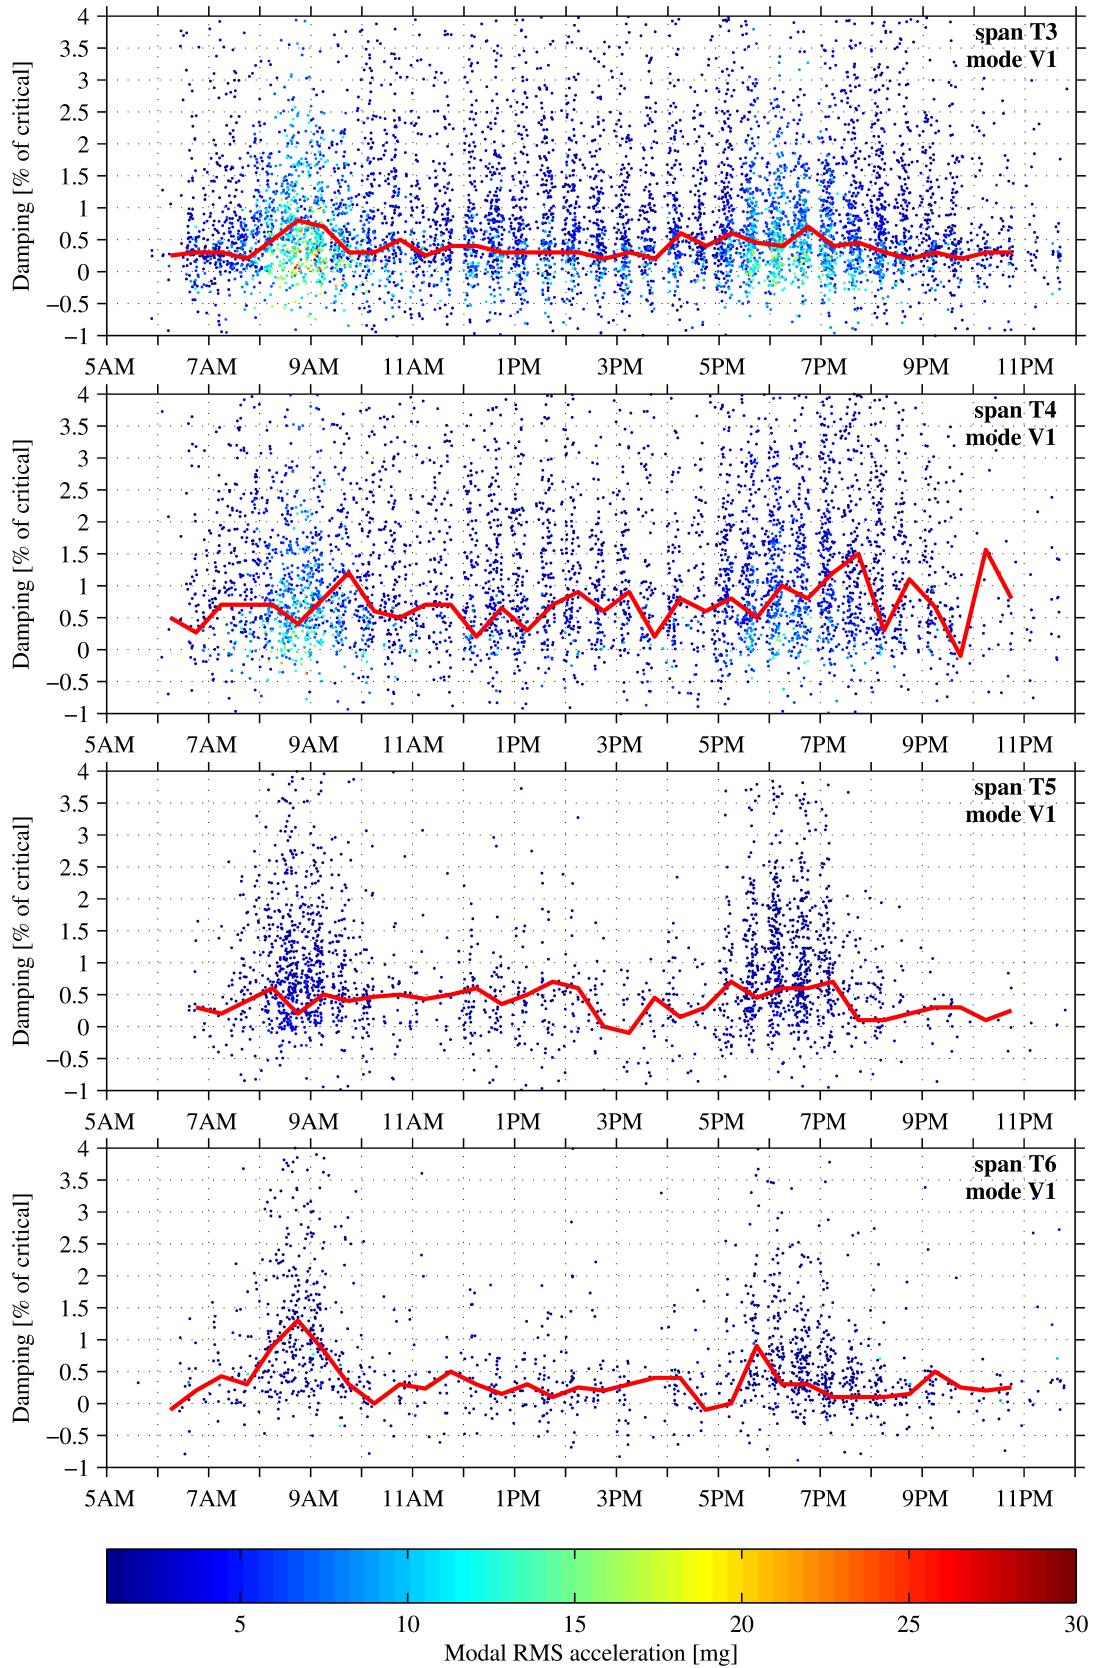 4
span T3
3.5
mode V1
3
2.5
2
1.5
1
0.5
0
−0.5
−1
Damping [% of critical]
5AM 7AM 9AM 11AM 1PM 3PM 5PM 7PM 9PM 11PM
4
span T4
3.5
mode V1
3
2.5
2
1.5
1
0.5
0
−0.5
−1
Damping [% of critical]
5AM 7AM 9AM 11AM 1PM 3PM 5PM 7PM 9PM 11PM
4
span T5
3.5
mode V1
3
2.5
2
1.5
1
0.5
0
−0.5
−1
Damping [% of critical]
5AM 7AM 9AM 11AM 1PM 3PM 5PM 7PM 9PM 11PM
4
span T6
3.5
mode V1
3
2.5
2
1.5
1
0.5
0
−0.5
−1
Damping [% of critical]
5AM 7AM 9AM 11AM 1PM 3PM 5PM 7PM 9PM 11PM
5 10 15 20 25 30
Modal RMS acceleration [mg]